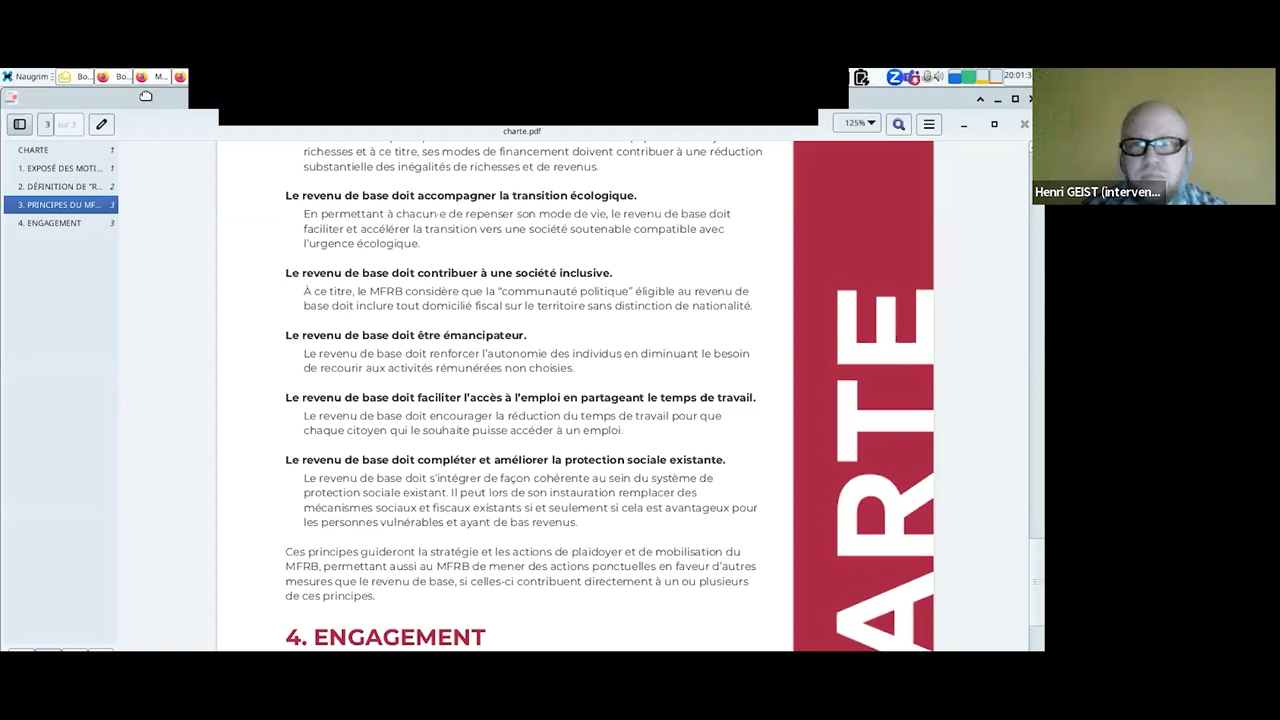 Naugrim
Bo...
Bo...
M...
20:01:3
3 sur 3
125%
charte.pdf
CHARTE 1
1. EXPOSÉ DES MOTI... 1
2. DÉFINITION DE "R... 2
3. PRINCIPES DU MF... 3
4. ENGAGEMENT 3
richesses et à ce titre, ses modes de financement doivent contribuer à une réduction
substantielle des inégalités de richesses et de revenus.
Le revenu de base doit accompagner la transition écologique.
En permettant à chacun·e de repenser son mode de vie, le revenu de base doit
faciliter et accélérer la transition vers une société soutenable compatible avec
l'urgence écologique.
Le revenu de base doit contribuer à une société inclusive.
À ce titre, le MFRB considère que la “communauté politique” éligible au revenu de
base doit inclure tout domicilié fiscal sur le territoire sans distinction de nationalité.
Le revenu de base doit être émancipateur.
Le revenu de base doit renforcer l'autonomie des individus en diminuant le besoin
de recourir aux activités rémunérées non choisies.
Le revenu de base doit faciliter l'accès à l'emploi en partageant le temps de travail.
Le revenu de base doit encourager la réduction du temps de travail pour que
chaque citoyen qui le souhaite puisse accéder à un emploi.
Le revenu de base doit compléter et améliorer la protection sociale existante.
Le revenu de base doit s'intégrer de façon cohérente au sein du système de
protection sociale existant. Il peut lors de son instauration remplacer des
mécanismes sociaux et fiscaux existants si et seulement si cela est avantageux pour
les personnes vulnérables et ayant de bas revenus.
Ces principes guideront la stratégie et les actions de plaidoyer et de mobilisation du
MFRB, permettant aussi au MFRB de mener des actions ponctuelles en faveur d'autres
mesures que le revenu de base, si celles-ci contribuent directement à un ou plusieurs
de ces principes.
4. ENGAGEMENT
ARTE
Henri GEIST (interven...